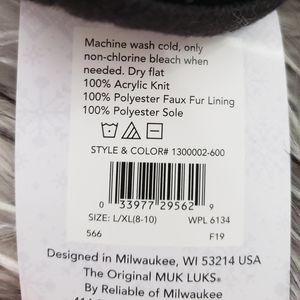 Machine wash cold, only
non-chlorine bleach when
needed. Dry flat
100% Acrylic Knit
100% Polyester Faux Fur Lining
100% Polyester Sole
STYLE & COLOR# 1300002-600
0 33977 29562 9
SIZE: L/XL(8-10) WPL 6134
566 F19
Designed in Milwaukee, WI 53214 USA
The Original MUK LUKS®
By Reliable of Milwaukee